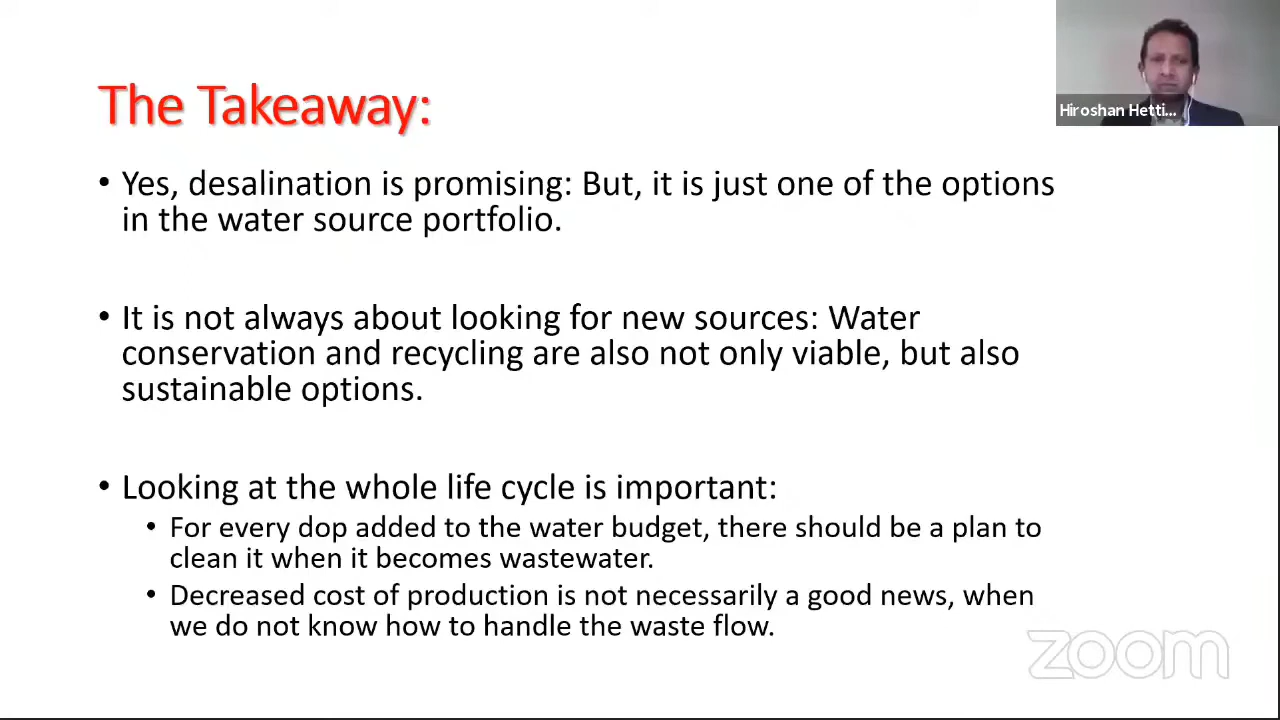 The Takeaway:
Hiroshan Hetti...
• Yes, desalination is promising: But, it is just one of the options
in the water source portfolio.
• It is not always about looking for new sources: Water
conservation and recycling are also not only viable, but also
sustainable options.
• Looking at the whole life cycle is important:
• For every dop added to the water budget, there should be a plan to
clean it when it becomes wastewater.
• Decreased cost of production is not necessarily a good news, when
we do not know how to handle the waste flow.
zoom